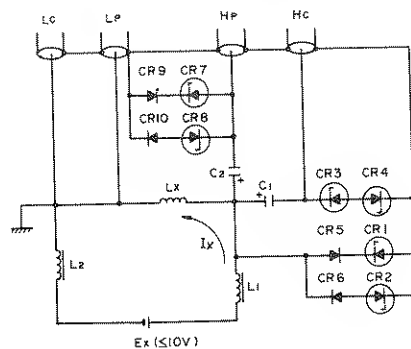 Lc Lp Hp Hc
CR9 CR7
CR10 CR8
C2
+
Lx
C1
+
CR3 CR4
Ix
CR5 CR1
CR6 CR2
L2
L1
Ex (≤10V)